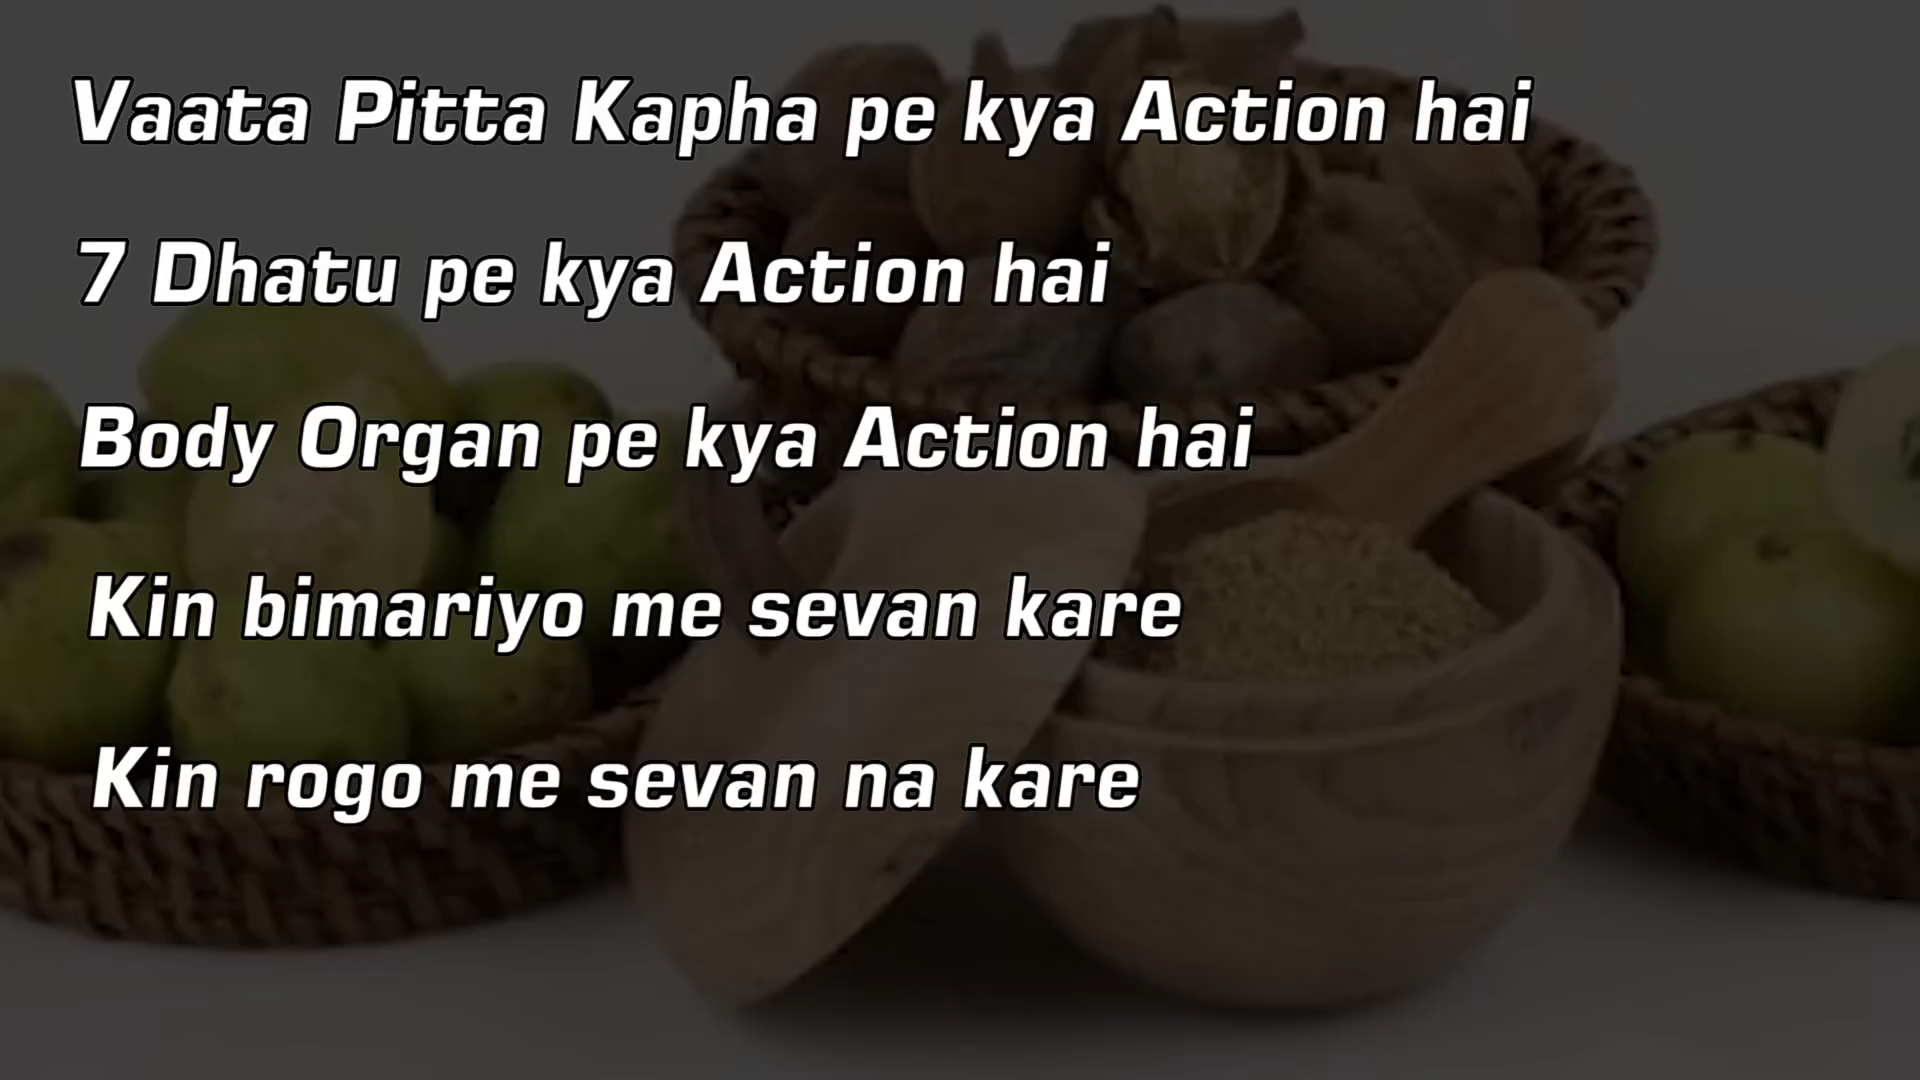 Vaata Pitta Kapha pe kya Action hai
7 Dhatu pe kya Action hai
Body Organ pe kya Action hai
Kin bimariyo me sevan kare
Kin rogo me sevan na kare